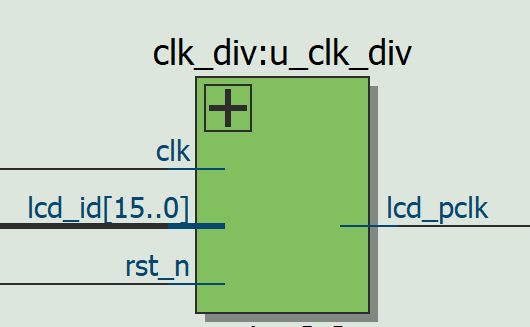 clk_div:u_clk_div
clk
lcd_id[15..0]
lcd_pclk
rst_n